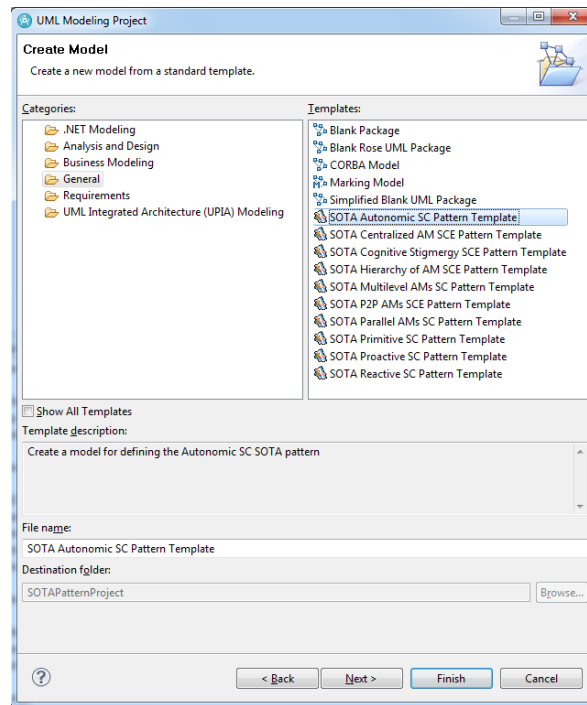 UML Modeling Project
Create Model
Create a new model from a standard template.
Categories:
.NET Modeling
Analysis and Design
Business Modeling
General
Requirements
UML Integrated Architecture (UPIA) Modeling
Templates:
Blank Package
Blank Rose UML Package
CORBA Model
Marking Model
Simplified Blank UML Package
SOTA Autonomic SC Pattern Template
SOTA Centralized AM SCE Pattern Template
SOTA Cognitive Stigmergy SCE Pattern Template
SOTA Hierarchy of AM SCE Pattern Template
SOTA Multilevel AMs SC Pattern Template
SOTA P2P AMs SCE Pattern Template
SOTA Parallel AMs SC Pattern Template
SOTA Primitive SC Pattern Template
SOTA Proactive SC Pattern Template
SOTA Reactive SC Pattern Template
Show All Templates
Template description:
Create a model for defining the Autonomic SC SOTA pattern
File name:
SOTA Autonomic SC Pattern Template
Destination folder:
SOTAPatternProject
Browse...
?
< Back
Next >
Finish
Cancel